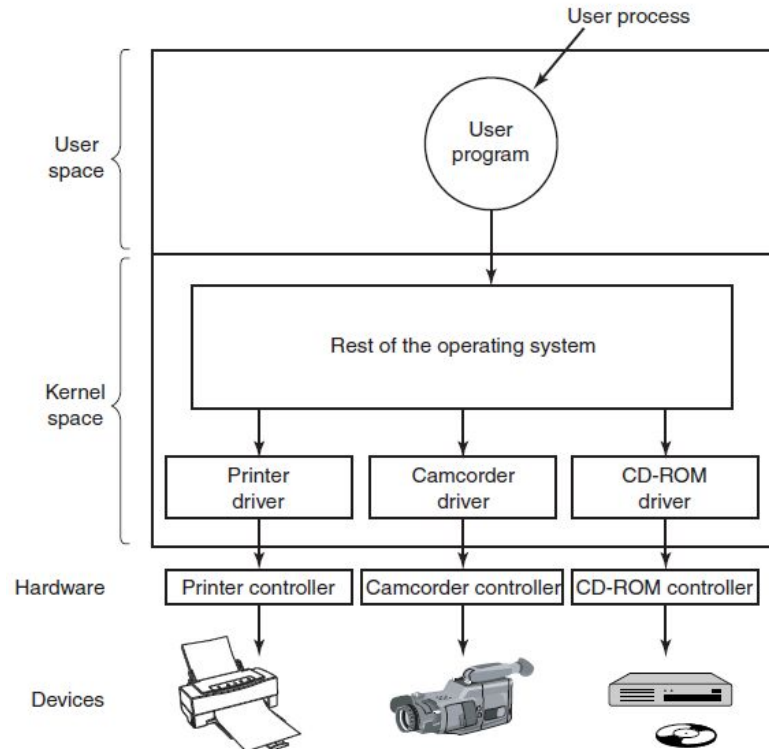 User process
User
space
User
program
Rest of the operating system
Kernel
space
Printer
driver
Camcorder
driver
CD-ROM
driver
Hardware
Printer controller
Camcorder controller
CD-ROM controller
Devices